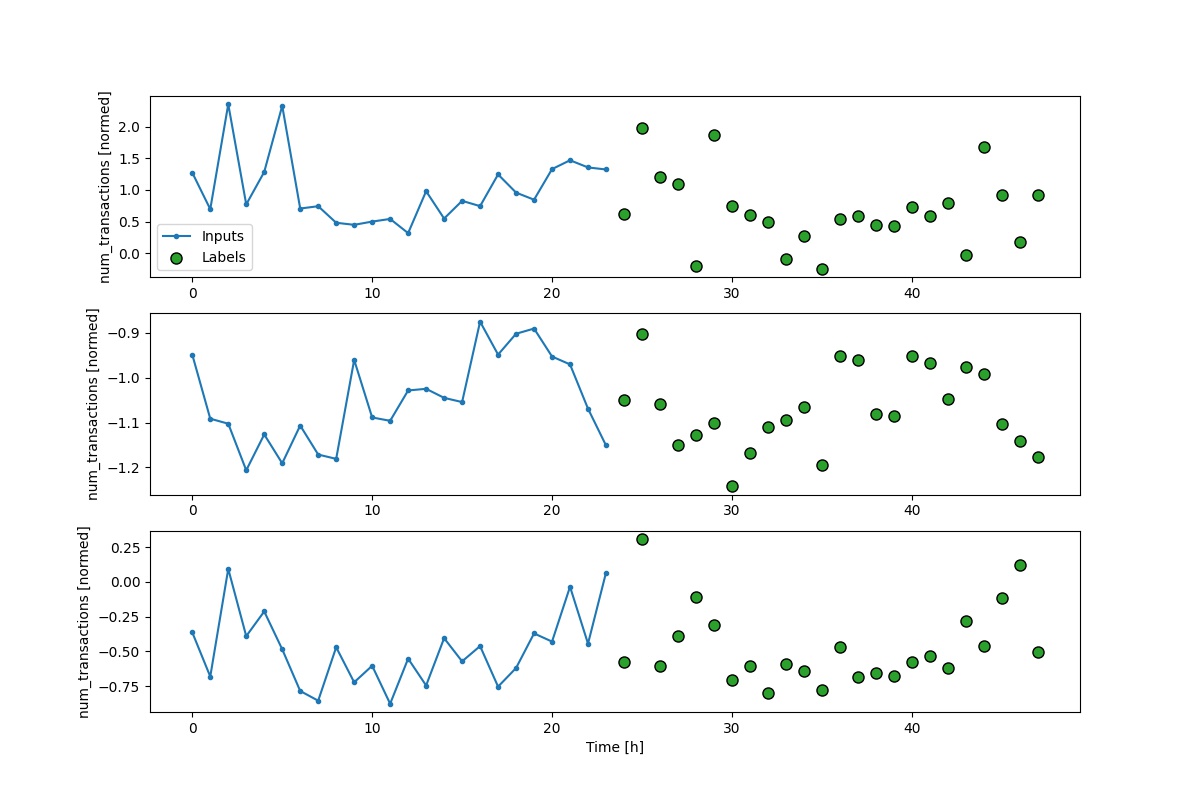 num_transactions [normed]
2.0
1.5
1.0
0.5
0.0
Inputs
Labels
0 10 20 30 40
num_transactions [normed]
−0.9
−1.0
−1.1
−1.2
0 10 20 30 40
num_transactions [normed]
0.25
0.00
−0.25
−0.50
−0.75
0 10 20 30 40
Time [h]